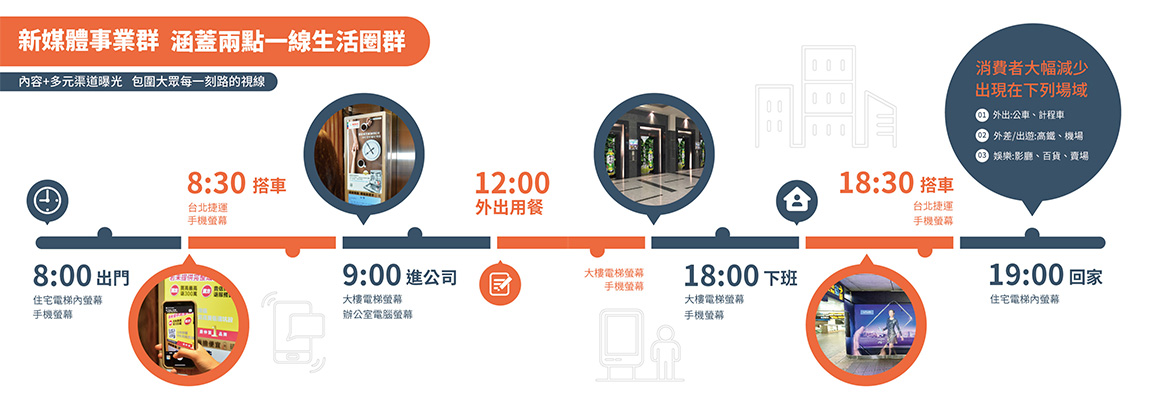 新媒體事業群 涵蓋兩點一線生活圈群
內容+多元渠道曝光 包圍大眾每一刻路的視線
消費者大幅減少
出現在下列場域
01 外出:公車、計程車
02 外差/出遊:高鐵、機場
03 娛樂:影廳、百貨、賣場
8:00 出門
住宅電梯內螢幕
手機螢幕
8:30 搭車
台北捷運
手機螢幕
9:00 進公司
大樓電梯螢幕
辦公室電腦螢幕
12:00
外出用餐
大樓電梯螢幕
手機螢幕
18:00 下班
大樓電梯螢幕
手機螢幕
18:30 搭車
台北捷運
手機螢幕
19:00 回家
住宅電梯內螢幕